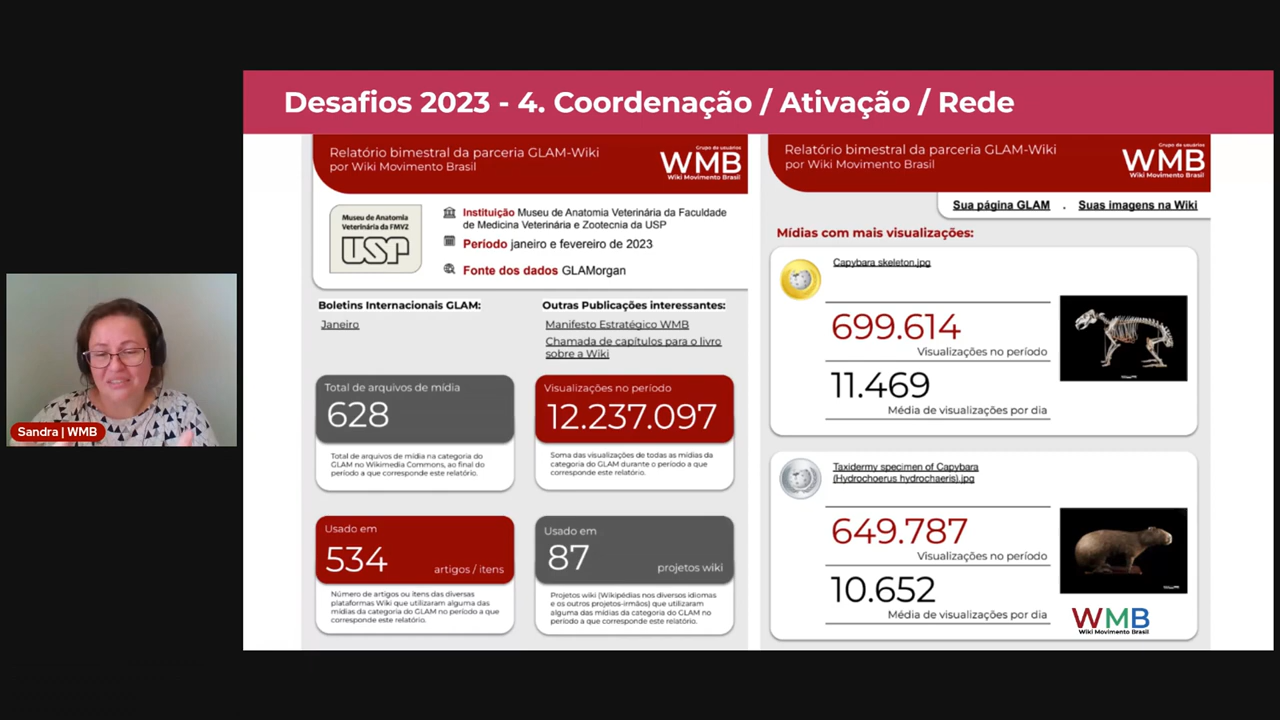 Desafios 2023 - 4. Coordenação / Ativação / Rede
Relatório bimestral da parceria GLAM-Wiki
por Wiki Movimento Brasil
Grupo de usuários
WMB
Wiki Movimento Brasil
Museu de Anatomia
Veterinária da FMVZ
USP
Instituição Museu de Anatomia Veterinária da Faculdade
de Medicina Veterinária e Zootecnia da USP
Período janeiro e fevereiro de 2023
Fonte dos dados GLAMorgan
Boletins Internacionais GLAM:
Janeiro
Outras Publicações interessantes:
Manifesto Estratégico WMB
Chamada de capítulos para o livro
sobre a Wiki
Total de arquivos de mídia
628
Total de arquivos de mídia na categoria do
GLAM no Wikimedia Commons, ao final do
período a que corresponde este relatório.
Visualizações no período
12.237.097
Soma das visualizações de todas as mídias da
categoria do GLAM durante o período a que
corresponde este relatório.
Usado em
534
artigos / itens
Número de artigos ou itens das diversas
plataformas Wiki que utilizaram alguma das
mídias da categoria do GLAM no período a que
corresponde este relatório.
Usado em
87
projetos wiki
Projetos wiki (Wikipédias nos diversos idiomas
e os outros projetos-irmãos) que utilizaram
alguma das mídias da categoria do GLAM no
período a que corresponde este relatório.
Relatório bimestral da parceria GLAM-Wiki
por Wiki Movimento Brasil
Grupo de usuários
WMB
Wiki Movimento Brasil
Sua página GLAM . Suas imagens na Wiki
Mídias com mais visualizações:
Capybara skeleton.jpg
699.614
Visualizações no período
11.469
Média de visualizações por dia
Taxidermy specimen of Capybara
(Hydrochoerus hydrochaeris).jpg
649.787
Visualizações no período
10.652
Média de visualizações por dia
WMB
Wiki Movimento Brasil
Sandra | WMB